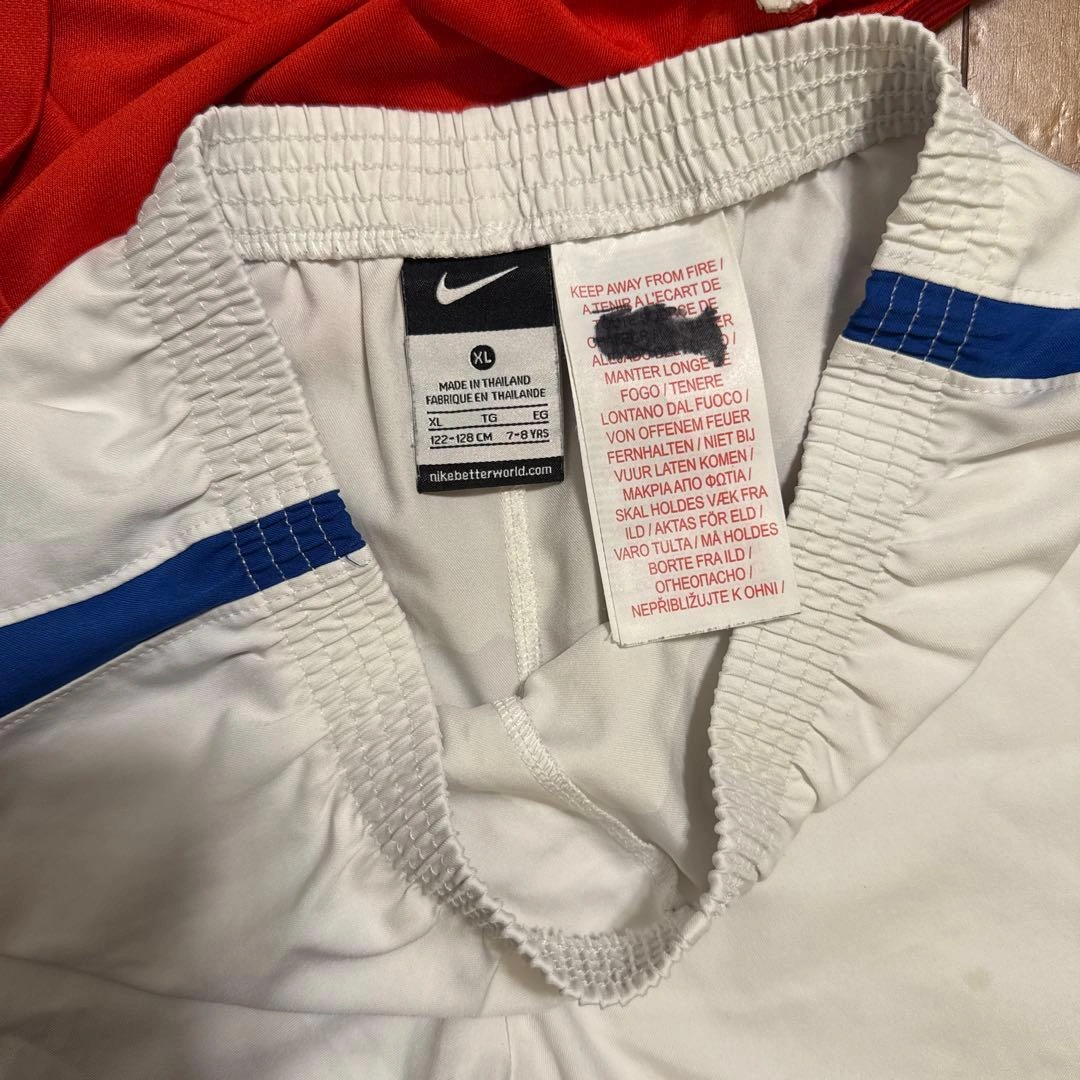 XL
MADE IN THAILAND
FABRIQUE EN THAILANDE
XL TG EG
122-128 CM 7-8 YRS
nikebetterworld.com
KEEP AWAY FROM FIRE /
A TENIR A L'ECART DE
DE
ER
/
MANTER LONGE DE
FOGO / TENERE
LONTANO DAL FUOCO /
VON OFFENEM FEUER
FERNHALTEN / NIET BIJ
VUUR LATEN KOMEN /
ΜΑΚΡΙΑ ΑΠΟ ΦΩΤΙΑ /
SKAL HOLDES VÆK FRA
ILD / AKTAS FÖR ELD /
VARO TULTA / MÅ HOLDES
BORTE FRA ILD /
ОГНЕОПАСНО /
NEPŘIBLIŽUJTE K OHNI /